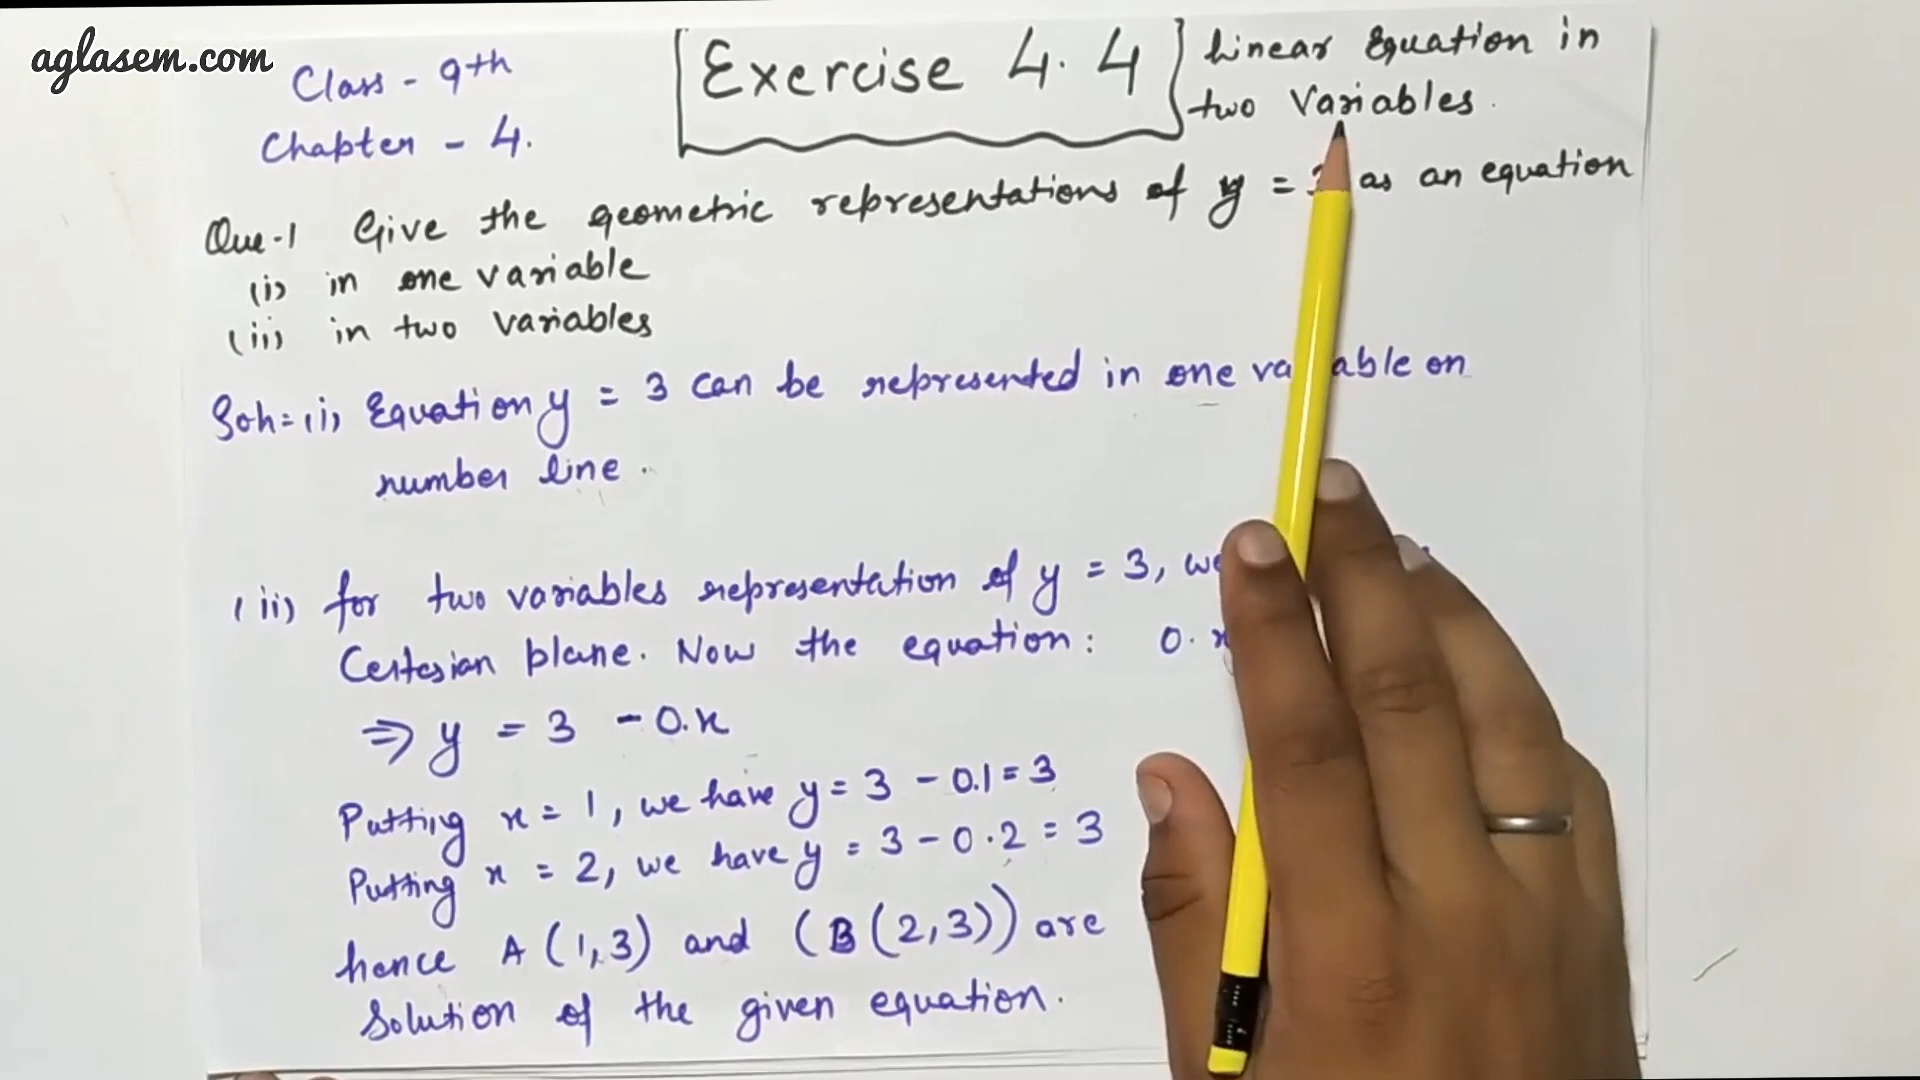 aglasem.com
Class - 9th
Chapter - 4.
Exercise 4.4
Linear Equation in
two Variables.
Que-1 Give the geometric representations of y = as an equation
(i) in one variable
(ii) in two variables
Soln=(i) Equation y = 3 can be represented in one variable on
number line.
(ii) for two variables representation of y = 3, we
Certesian plane. Now the equation: 0.x
⇒ y = 3 - 0.x
Putting x = 1, we have y = 3 - 0.1 = 3
Putting x = 2, we have y = 3 - 0.2 = 3
hence A (1,3) and (B (2,3)) are
Solution of the given equation.